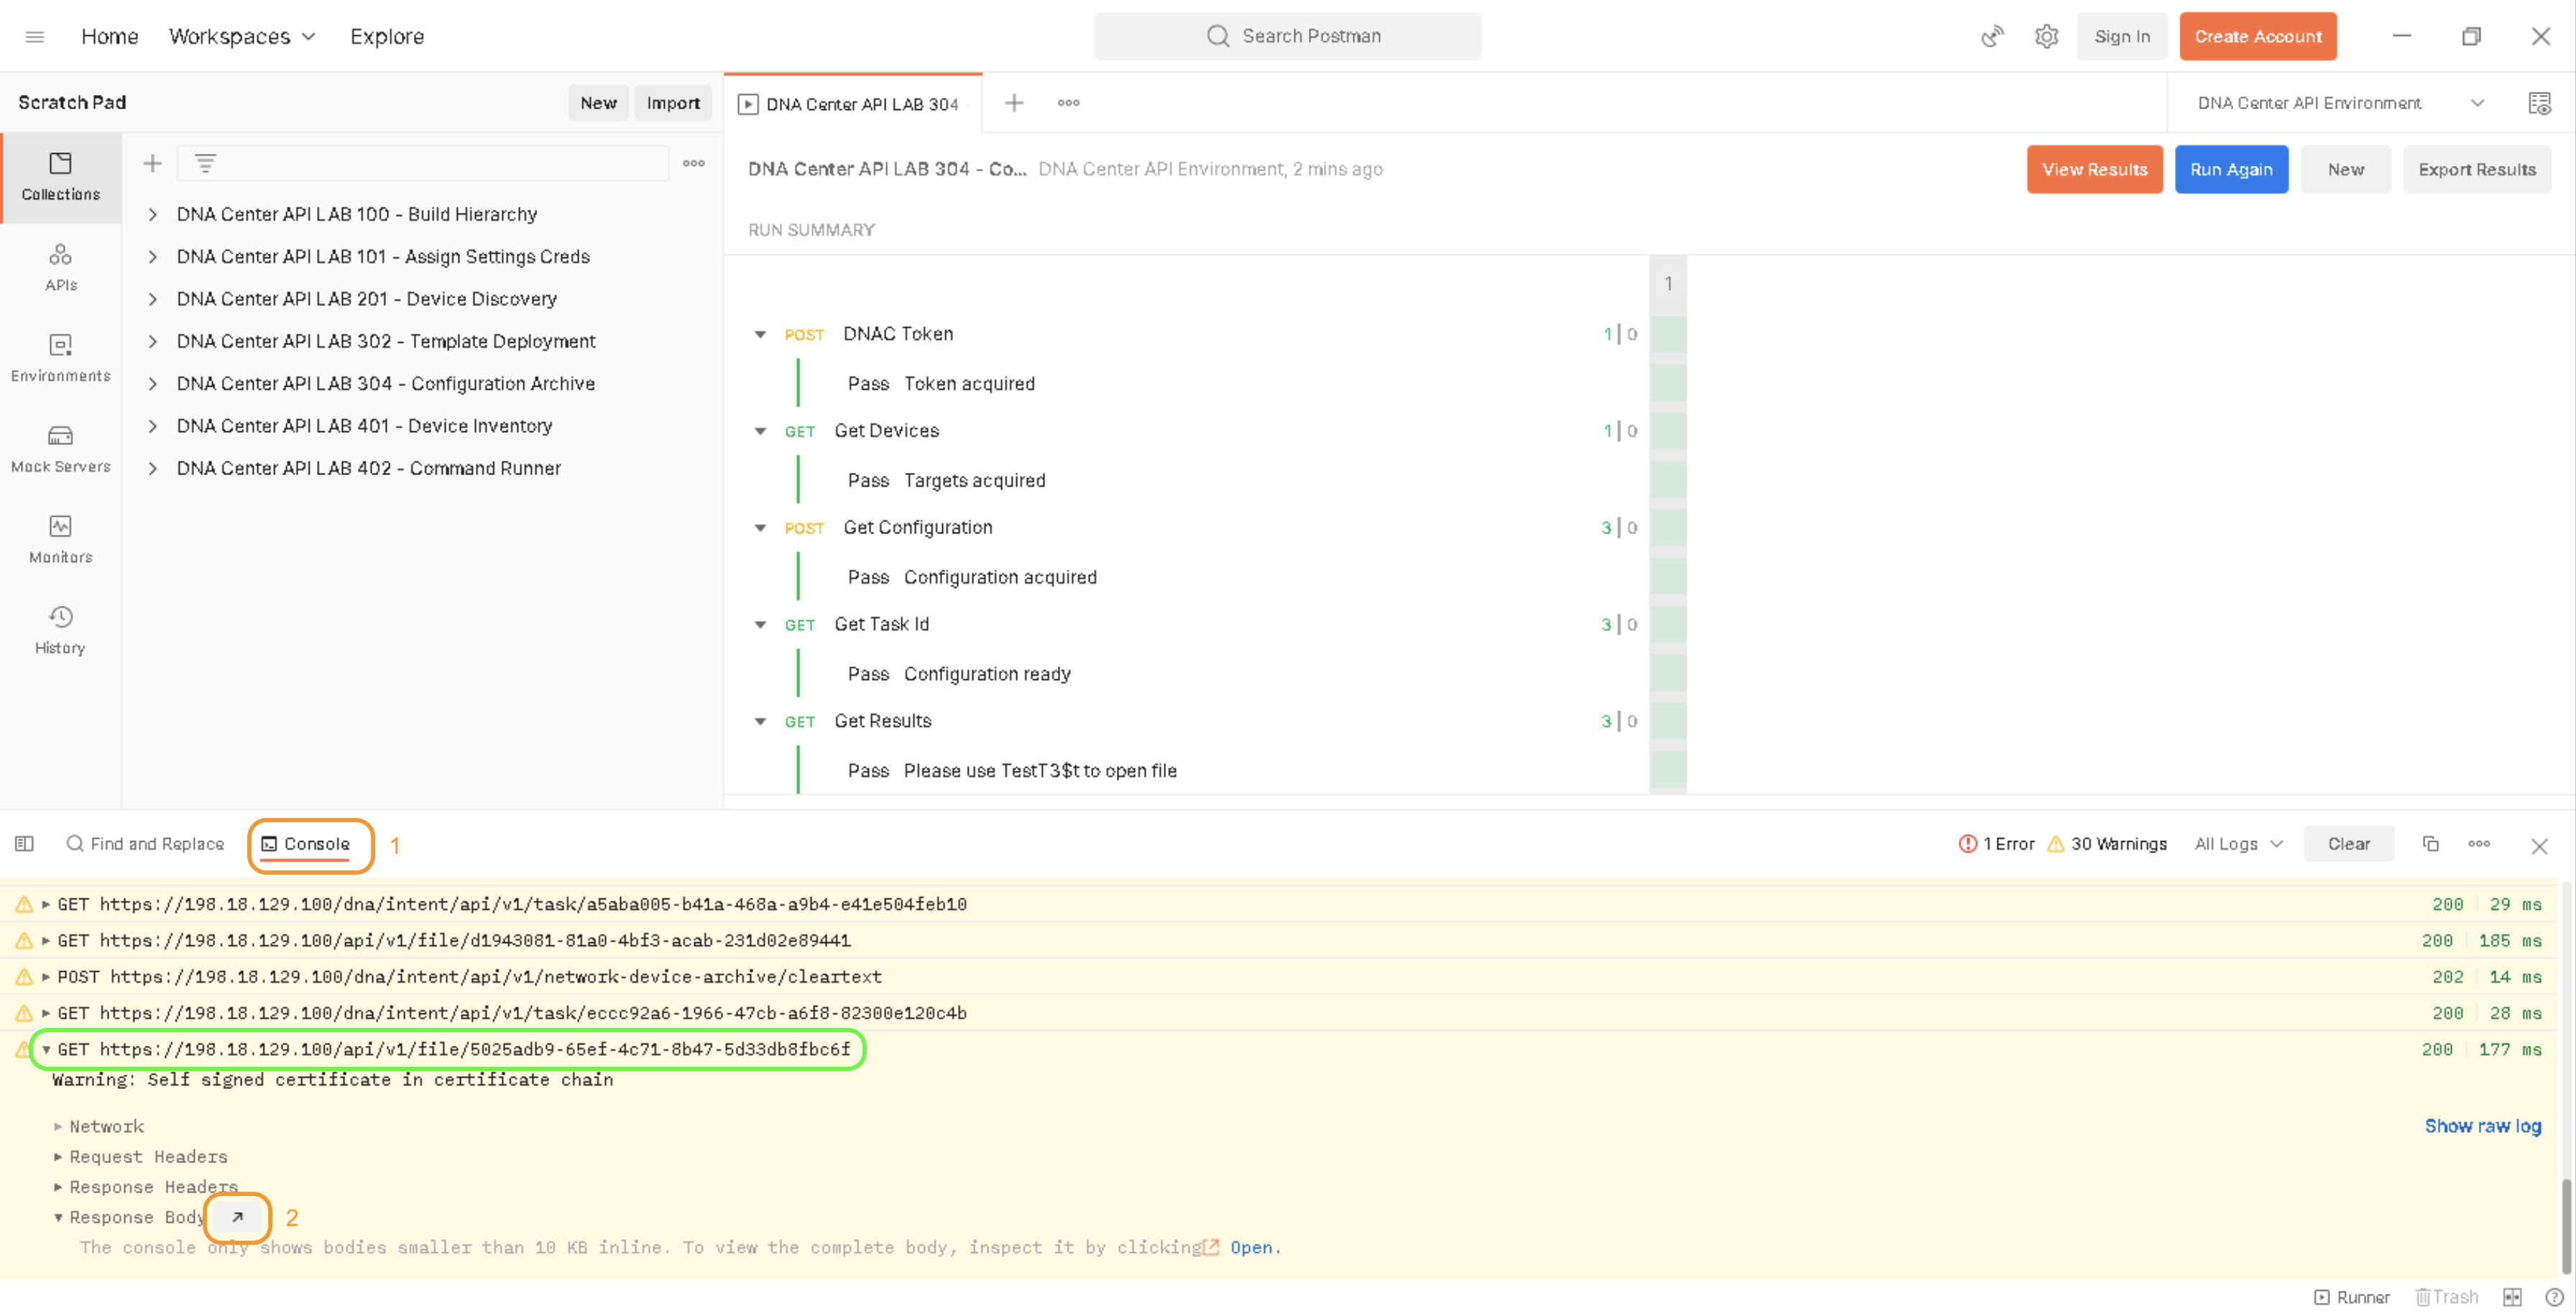 Home Workspaces Explore Search Postman Sign In Create Account
Scratch Pad New Import DNA Center API LAB 304 DNA Center API Environment
Collections
APIs
Environments
Mock Servers
Monitors
History
DNA Center API LAB 100 - Build Hierarchy
DNA Center API LAB 101 - Assign Settings Creds
DNA Center API LAB 201 - Device Discovery
DNA Center API LAB 302 - Template Deployment
DNA Center API LAB 304 - Configuration Archive
DNA Center API LAB 401 - Device Inventory
DNA Center API LAB 402 - Command Runner
DNA Center API LAB 304 - Co... DNA Center API Environment, 2 mins ago View Results Run Again New Export Results
RUN SUMMARY
1
POST DNAC Token 1 | 0
Pass Token acquired
GET Get Devices 1 | 0
Pass Targets acquired
POST Get Configuration 3 | 0
Pass Configuration acquired
GET Get Task Id 3 | 0
Pass Configuration ready
GET Get Results 3 | 0
Pass Please use TestT3$t to open file
Find and Replace Console 1 1 Error 30 Warnings All Logs Clear
GET https://198.18.129.100/dna/intent/api/v1/task/a5aba005-b41a-468a-a9b4-e41e504feb10 200 29 ms
GET https://198.18.129.100/api/v1/file/d1943081-81a0-4bf3-acab-231d02e89441 200 185 ms
POST https://198.18.129.100/dna/intent/api/v1/network-device-archive/cleartext 202 14 ms
GET https://198.18.129.100/dna/intent/api/v1/task/eccc92a6-1966-47cb-a6f8-82300e120c4b 200 28 ms
GET https://198.18.129.100/api/v1/file/5025adb9-65ef-4c71-8b47-5d33db8fbc6f 200 177 ms
Warning: Self signed certificate in certificate chain
Network Show raw log
Request Headers
Response Headers
Response Body 2
The console only shows bodies smaller than 10 KB inline. To view the complete body, inspect it by clicking Open.
Runner Trash